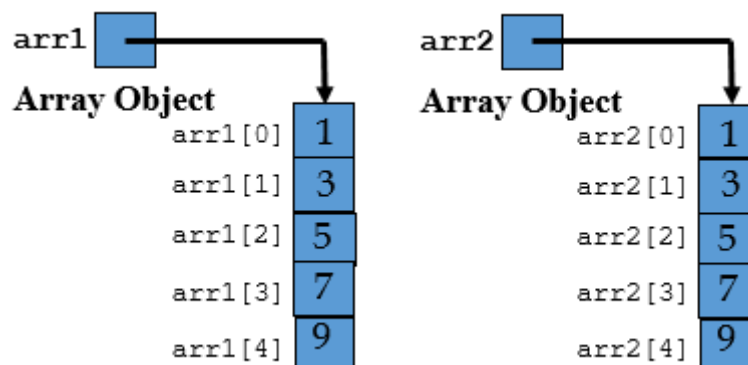 arr1
Array Object
arr1[0] 1
arr1[1] 3
arr1[2] 5
arr1[3] 7
arr1[4] 9
arr2
Array Object
arr2[0] 1
arr2[1] 3
arr2[2] 5
arr2[3] 7
arr2[4] 9